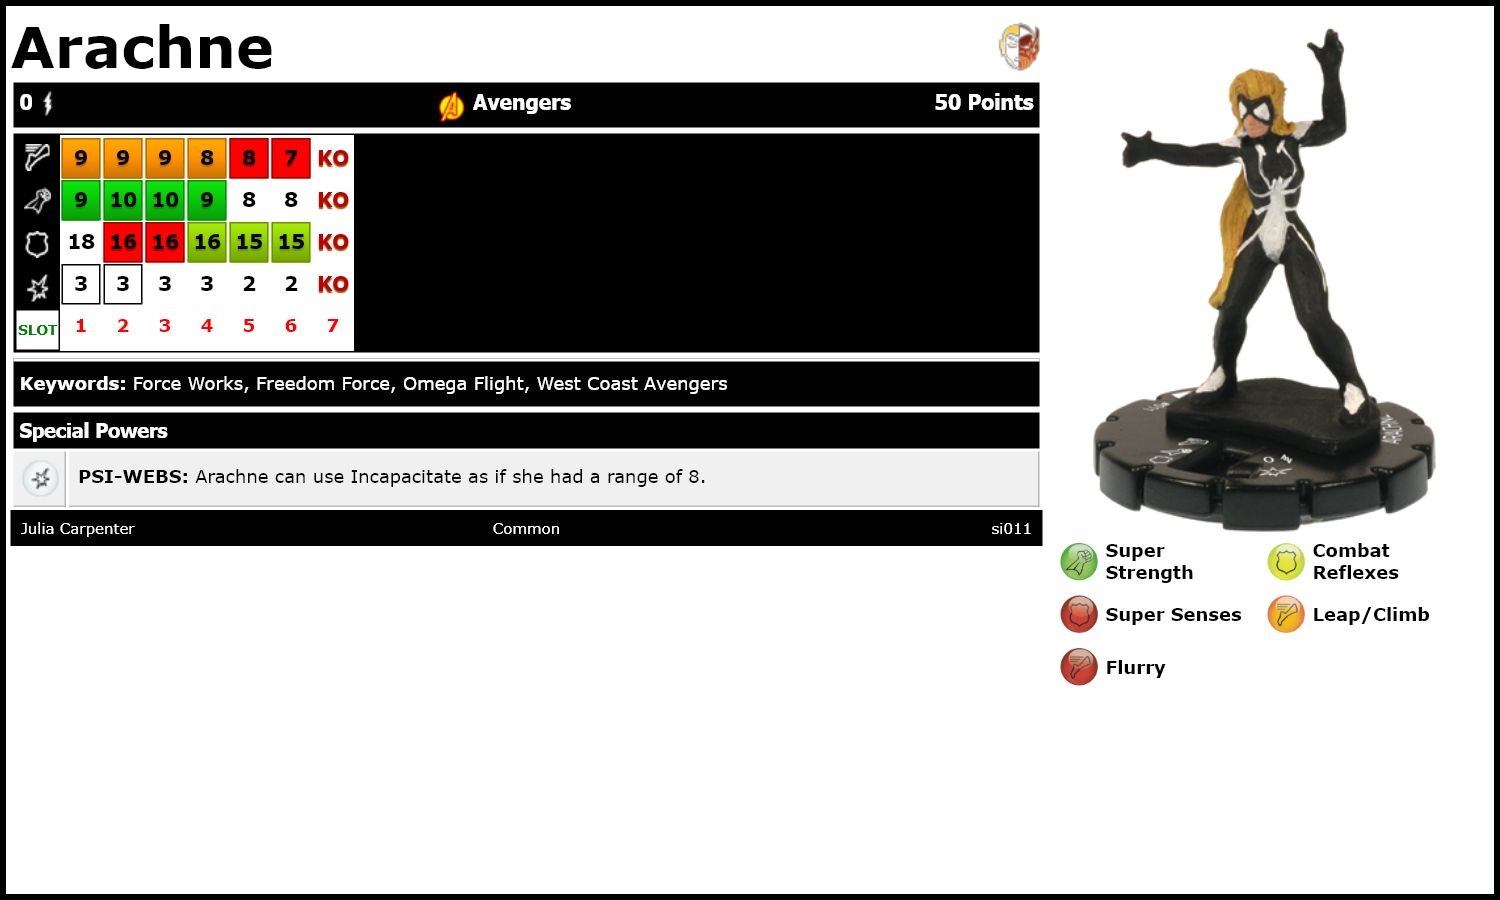 Arachne
0 Avengers 50 Points
9 9 9 8 8 7 KO
9 10 10 9 8 8 KO
18 16 16 16 15 15 KO
3 3 3 3 2 2 KO
SLOT 1 2 3 4 5 6 7
Keywords: Force Works, Freedom Force, Omega Flight, West Coast Avengers
Special Powers
PSI-WEBS: Arachne can use Incapacitate as if she had a range of 8.
Julia Carpenter Common si011
ARACHNE
Super Strength
Combat Reflexes
Super Senses
Leap/Climb
Flurry